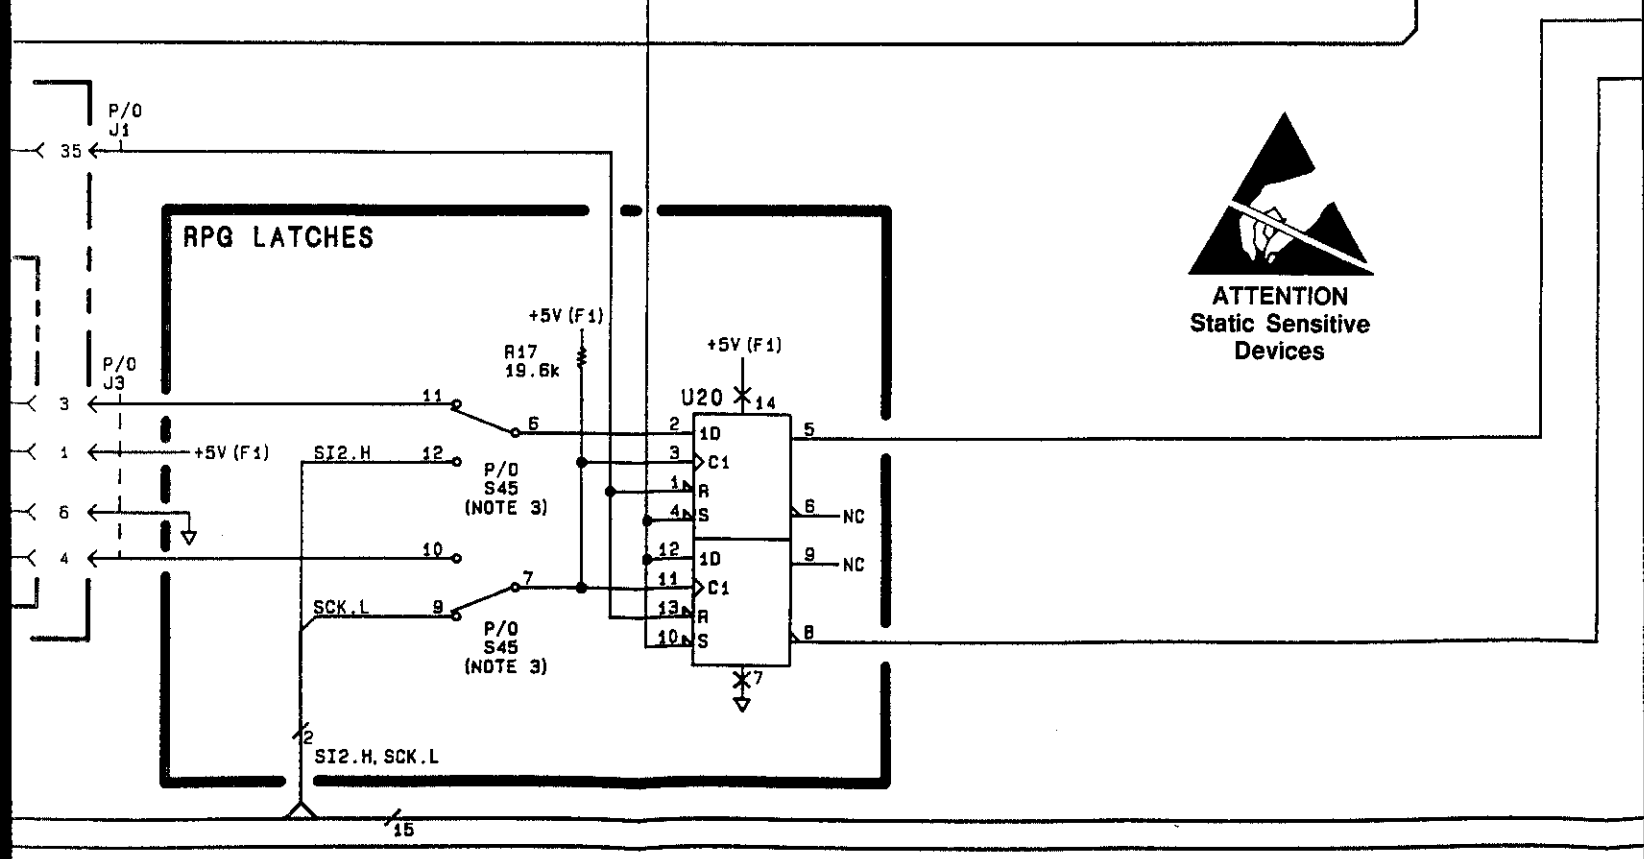 P/O
J1
35
RPG LATCHES
+5V(F1)
R17
19.6k
+5V(F1)
U20
14
P/O
J3
3
11
6
2
1D
5
1
+5V(F1)
SI2.H
12
3
C1
P/O
S45
(NOTE 3)
1
R
4
S
6
NC
6
4
10
12
1D
9
NC
7
11
C1
SCK.L
9
13
R
P/O
S45
(NOTE 3)
10
S
8
7
2
SI2.H, SCK.L
15
ATTENTION
Static Sensitive
Devices